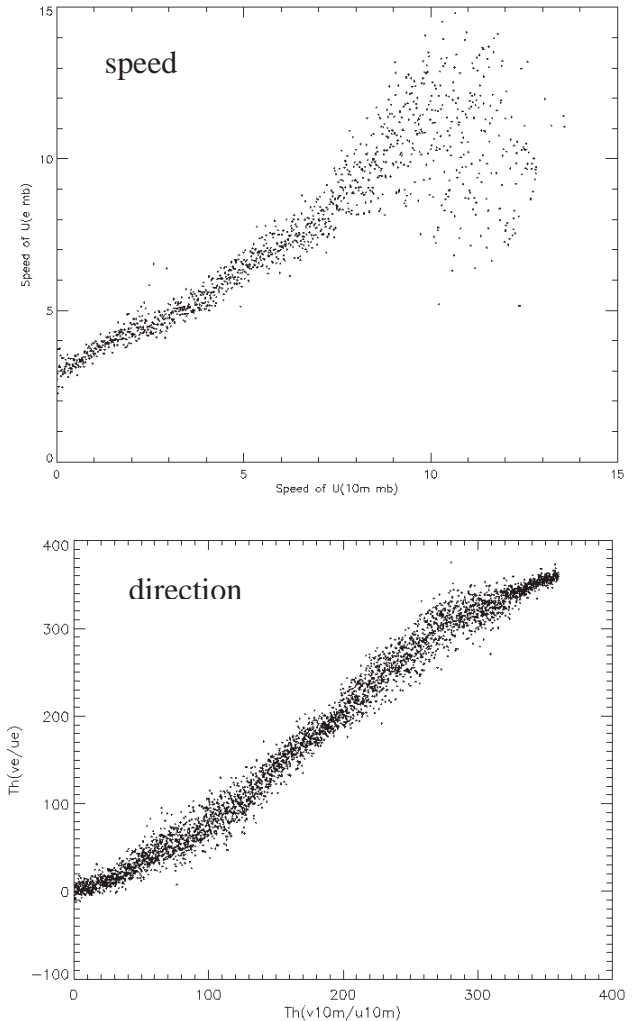 15
speed
10
Speed of U(e mb)
5
0
0 5 10 15
Speed of U(10m mb)
400
direction
300
200
Th(ve/ue)
100
0
-100
0 100 200 300 400
Th(v10m/u10m)